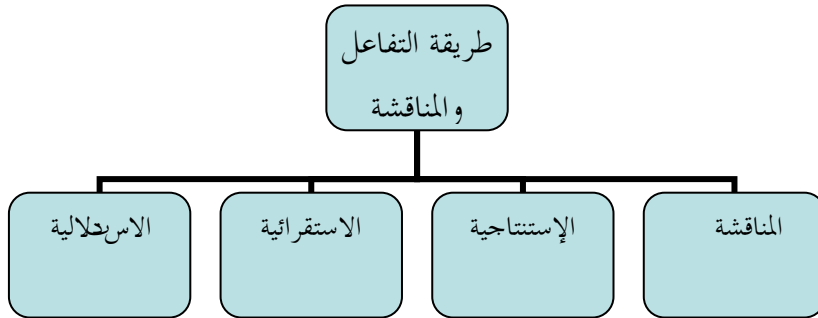 طريقة التفاعل
والمناقشة
المناقشة
الإستنتاجية
الاستقرائية
الاستدلالية